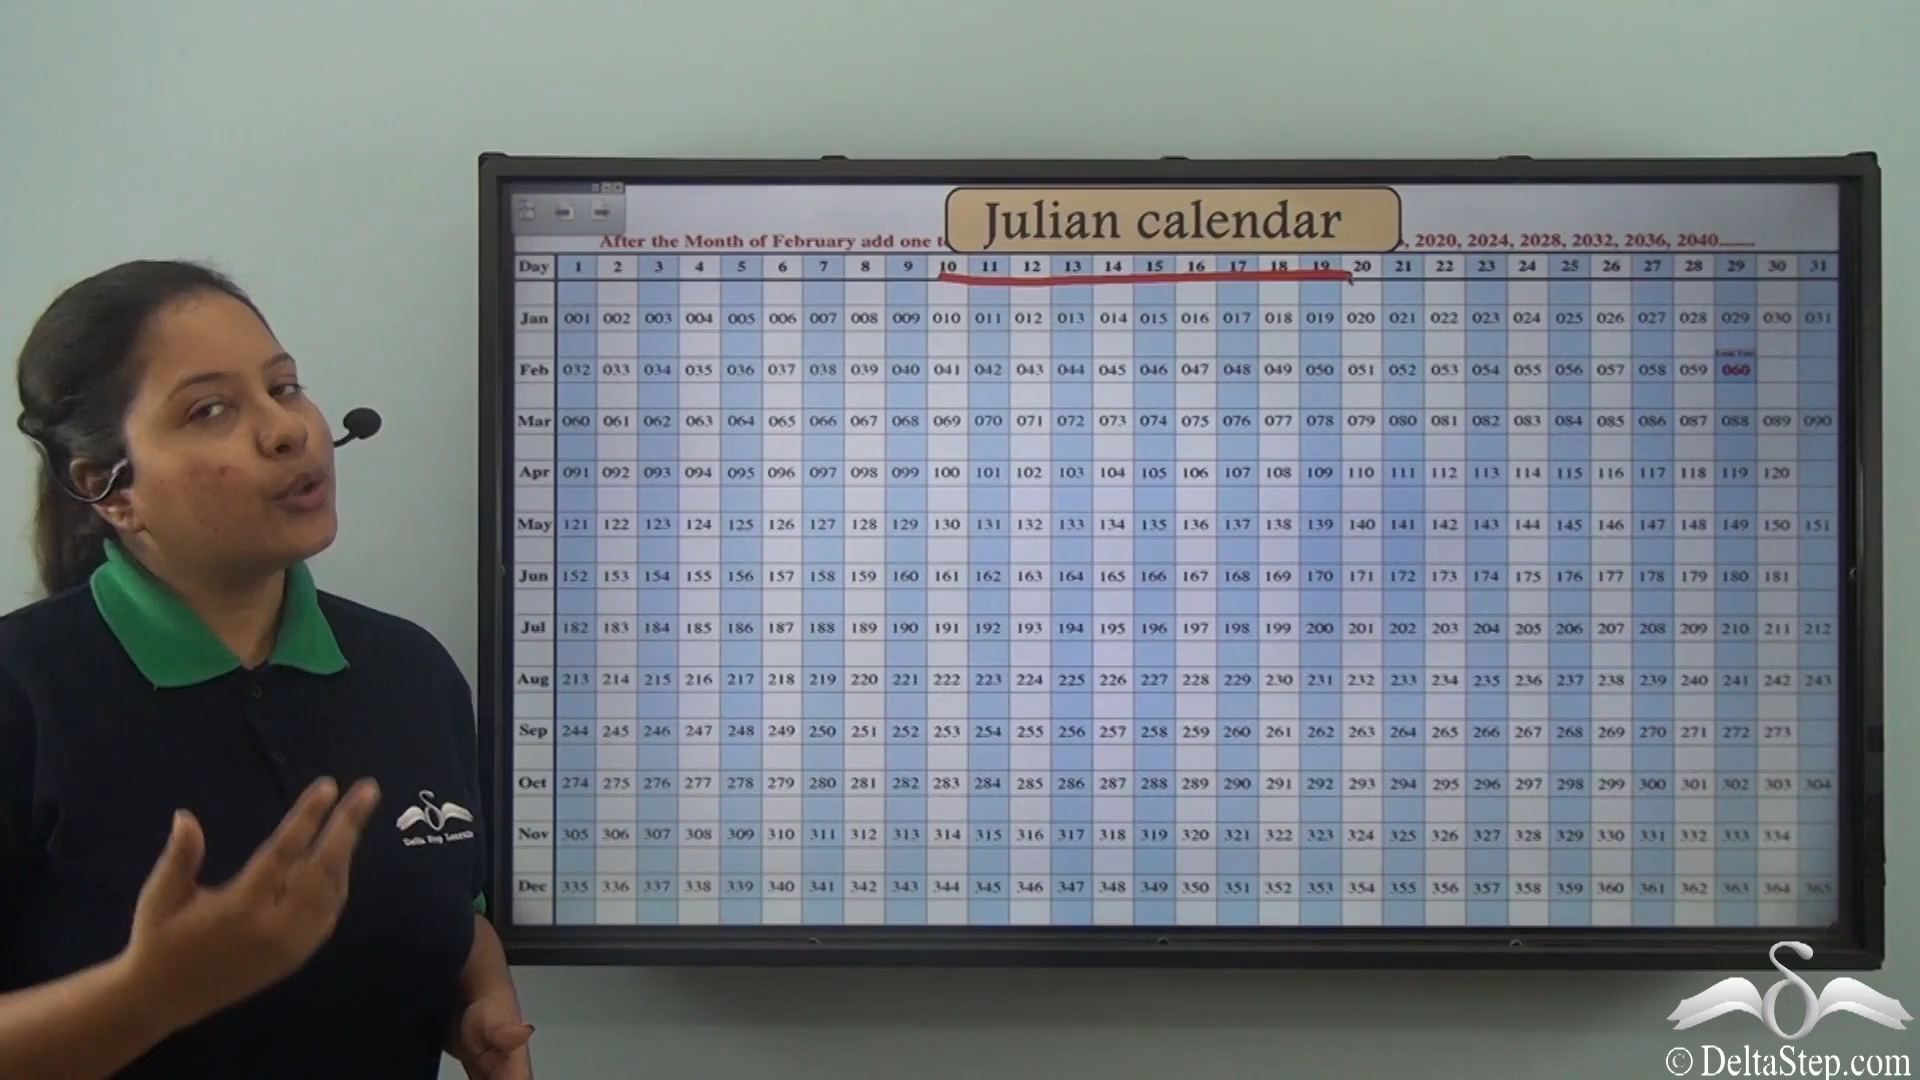 Julian calendar
After the Month of February add one 2020, 2024, 2028, 2032, 2036, 2040.......
Day 1 2 3 4 5 6 7 8 9 10 11 12 13 14 15 16 17 18 19 20 21 22 23 24 25 26 27 28 29 30 31
Jan 001 002 003 004 005 006 007 008 009 010 011 012 013 014 015 016 017 018 019 020 021 022 023 024 025 026 027 028 029 030 031
Feb 032 033 034 035 036 037 038 039 040 041 042 043 044 045 046 047 048 049 050 051 052 053 054 055 056 057 058 059 060
Mar 060 061 062 063 064 065 066 067 068 069 070 071 072 073 074 075 076 077 078 079 080 081 082 083 084 085 086 087 088 089 090
Apr 091 092 093 094 095 096 097 098 099 100 101 102 103 104 105 106 107 108 109 110 111 112 113 114 115 116 117 118 119 120
May 121 122 123 124 125 126 127 128 129 130 131 132 133 134 135 136 137 138 139 140 141 142 143 144 145 146 147 148 149 150 151
Jun 152 153 154 155 156 157 158 159 160 161 162 163 164 165 166 167 168 169 170 171 172 173 174 175 176 177 178 179 180 181
Jul 182 183 184 185 186 187 188 189 190 191 192 193 194 195 196 197 198 199 200 201 202 203 204 205 206 207 208 209 210 211 212
Aug 213 214 215 216 217 218 219 220 221 222 223 224 225 226 227 228 229 230 231 232 233 234 235 236 237 238 239 240 241 242 243
Sep 244 245 246 247 248 249 250 251 252 253 254 255 256 257 258 259 260 261 262 263 264 265 266 267 268 269 270 271 272 273
Oct 274 275 276 277 278 279 280 281 282 283 284 285 286 287 288 289 290 291 292 293 294 295 296 297 298 299 300 301 302 303 304
Nov 305 306 307 308 309 310 311 312 313 314 315 316 317 318 319 320 321 322 323 324 325 326 327 328 329 330 331 332 333 334
Dec 335 336 337 338 339 340 341 342 343 344 345 346 347 348 349 350 351 352 353 354 355 356 357 358 359 360 361 362 363 364 365
© DeltaStep.com